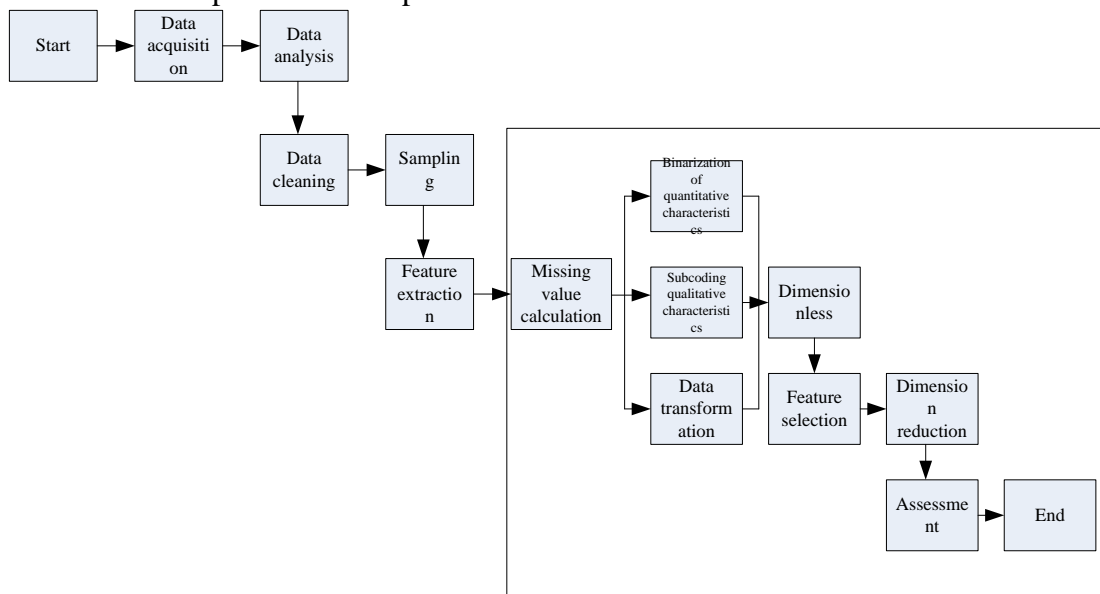 Start
Data
acquisiti
on
Data
analysis
Data
cleaning
Samplin
g
Feature
extractio
n
Missing
value
calculation
Binarization
of
quantitative
characteristi
cs
Subcoding
qualitative
characteristi
cs
Data
transform
ation
Dimensio
nless
Feature
selection
Dimensio
n
reduction
Assessme
nt
End